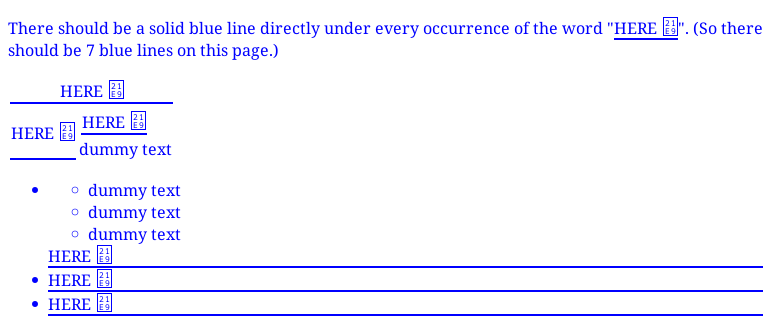 There should be a solid blue line directly under every occurrence of the word "HERE ⇩". (So there
should be 7 blue lines on this page.)
HERE ⇩
HERE ⇩
HERE ⇩
dummy text
dummy text
dummy text
dummy text
HERE ⇩
HERE ⇩
HERE ⇩